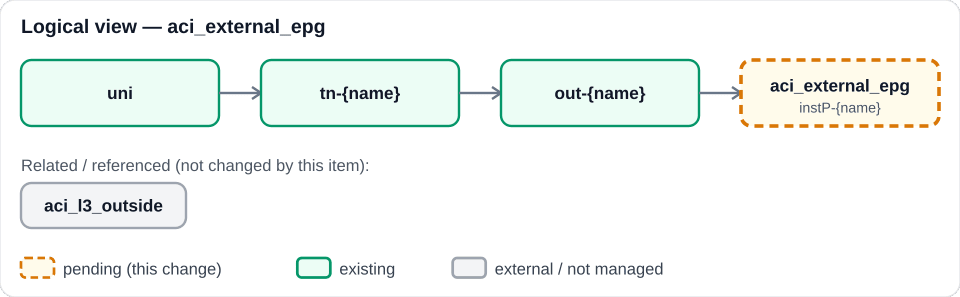 Logical view — aci_external_epg
uni
tn-{name}
out-{name}
aci_external_epg
instP-{name}
Related / referenced (not changed by this item):
aci_l3_outside
pending (this change)
existing
external / not managed